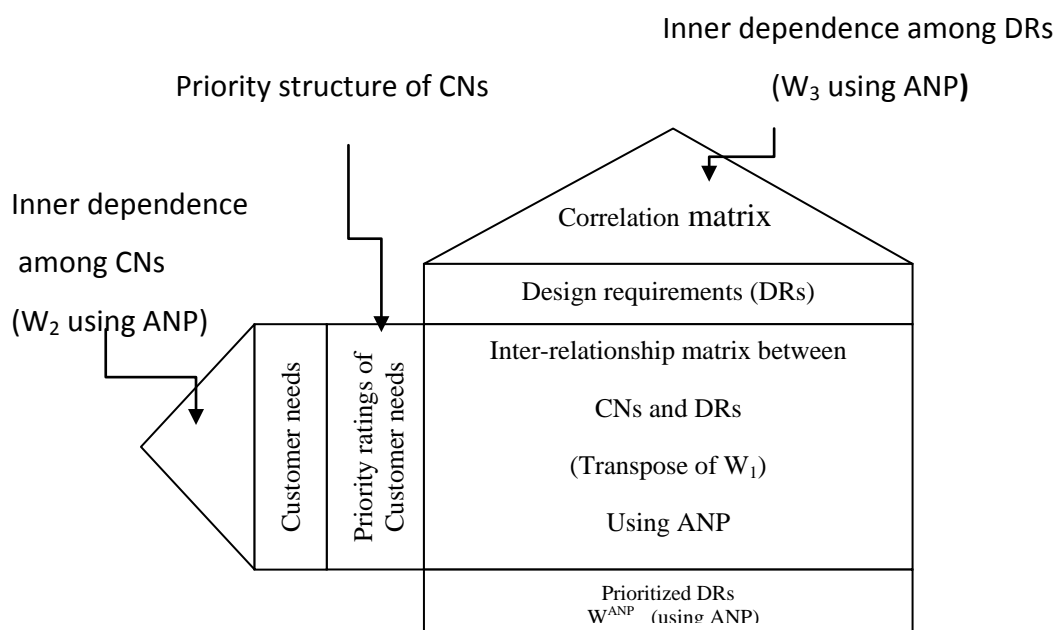 Inner dependence among DRs
(W₃ using ANP)
Priority structure of CNs
Inner dependence
among CNs
(W₂ using ANP)
Correlation matrix
Design requirements (DRs)
Customer needs
Priority ratings of
Customer needs
Inter-relationship matrix between
CNs and DRs
(Transpose of W₁)
Using ANP
Prioritized DRs
Wᴬᴺᴾ (using ANP)